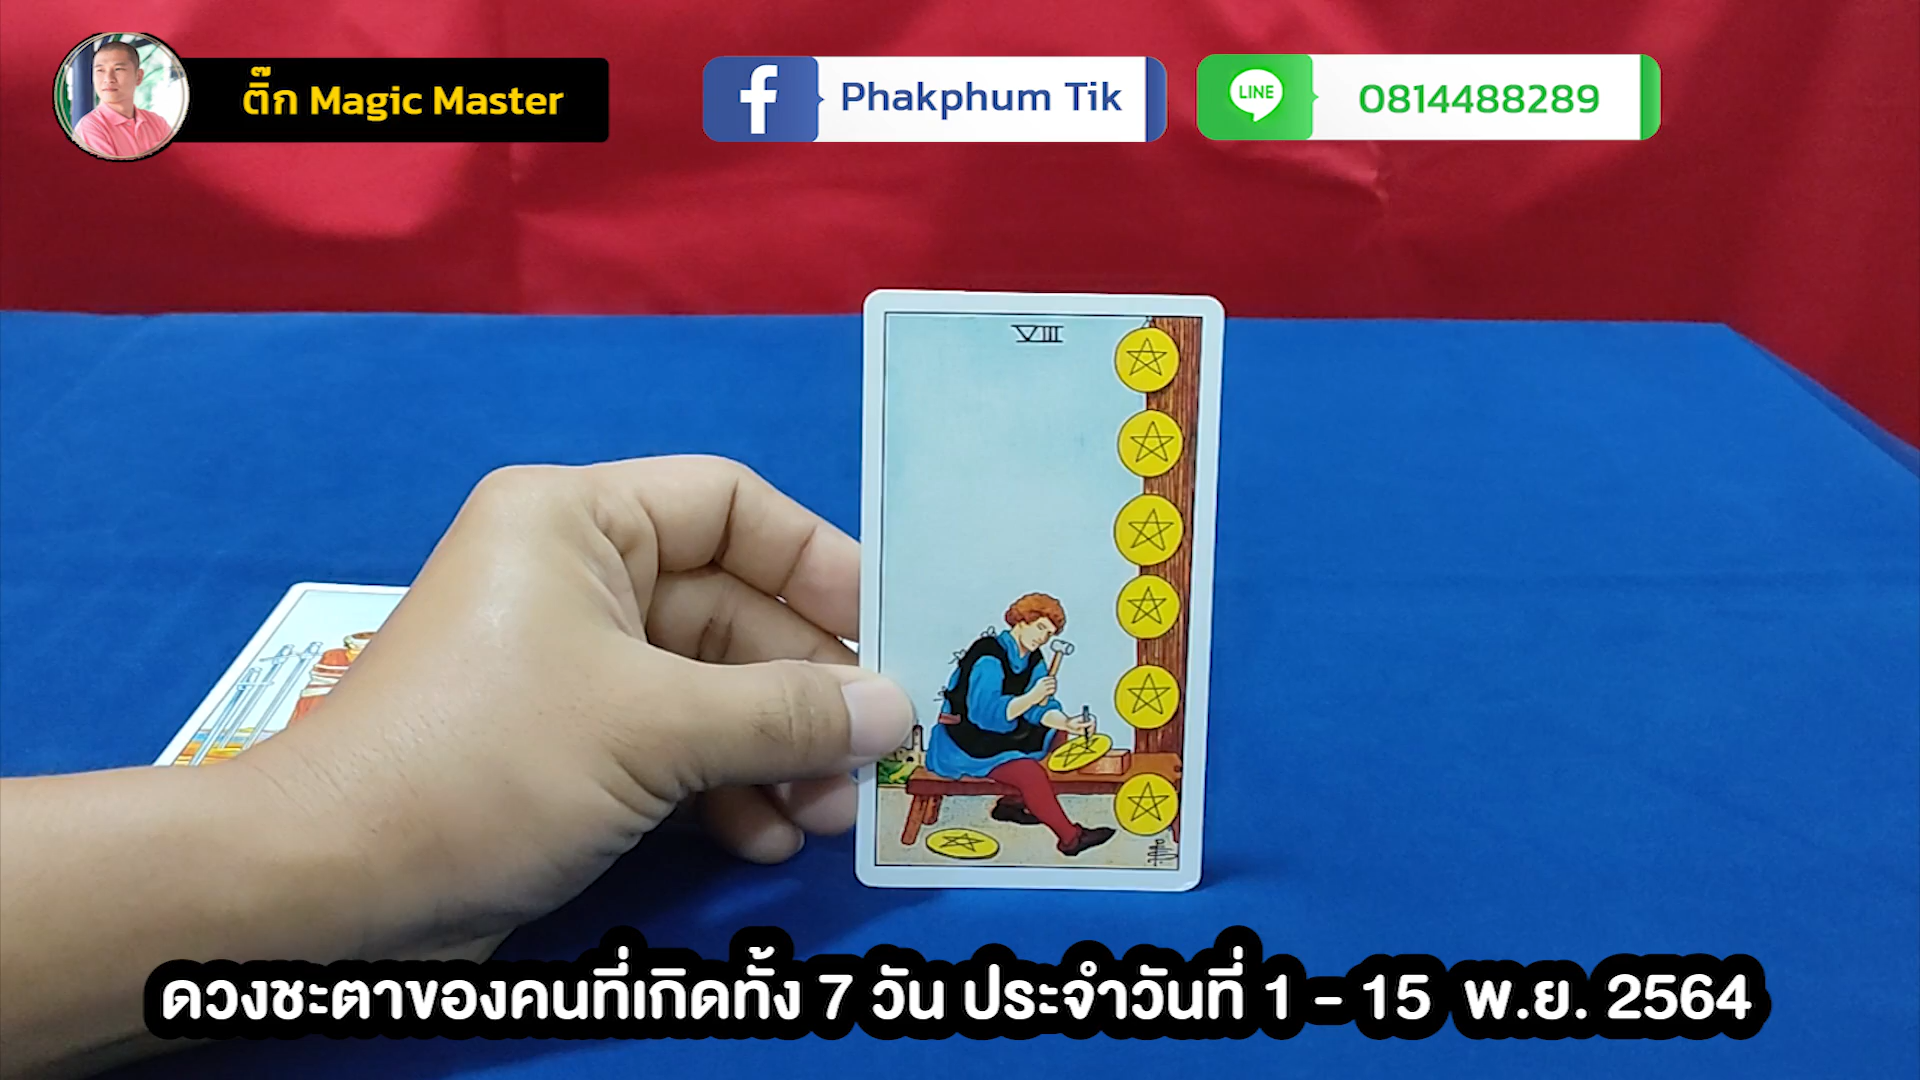 ติ๊ก Magic Master
Phakphum Tik
LINE
0814488289
VIII
ดวงชะตาของคนที่เกิดทั้ง 7 วัน ประจำวันที่ 1 - 15 พ.ย. 2564